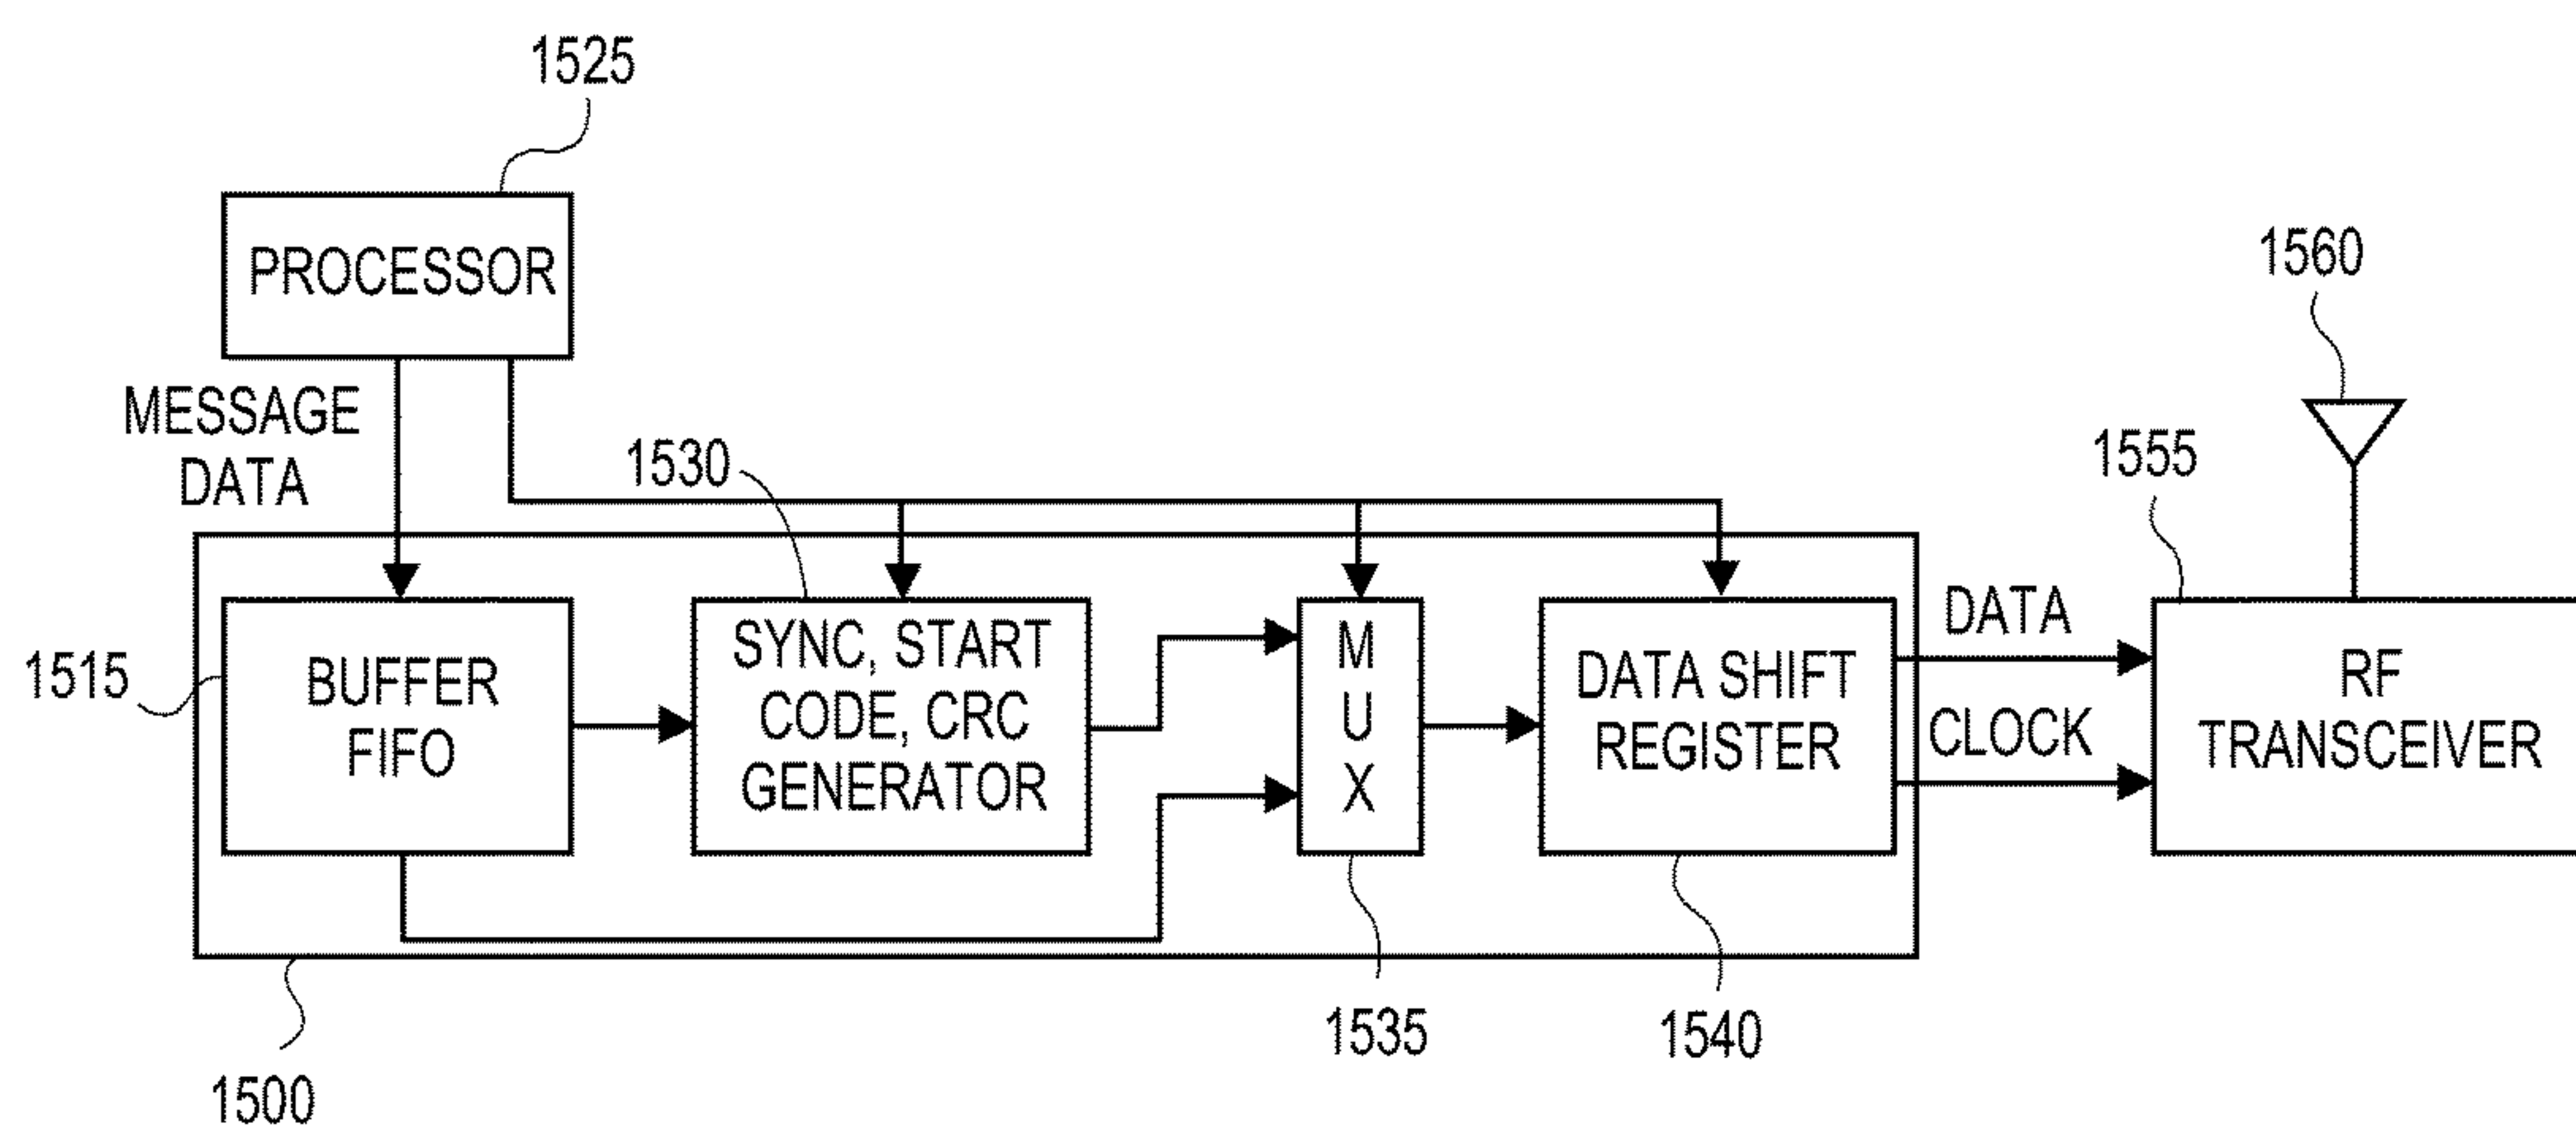 1525
PROCESSOR
1560
MESSAGE
DATA
1530
1555
1515
BUFFER
FIFO
SYNC, START
CODE, CRC
GENERATOR
M
U
X
DATA SHIFT
REGISTER
DATA
CLOCK
RF
TRANSCEIVER
1535
1540
1500